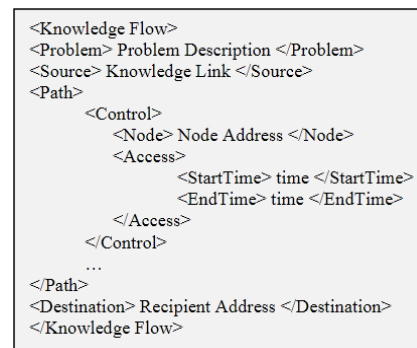 <Knowledge Flow>
<Problem> Problem Description </Problem>
<Source> Knowledge Link </Source>
<Path>
<Control>
<Node> Node Address </Node>
<Access>
<StartTime> time </StartTime>
<EndTime> time </EndTime>
</Access>
</Control>
…
</Path>
<Destination> Recipient Address </Destination>
</Knowledge Flow>